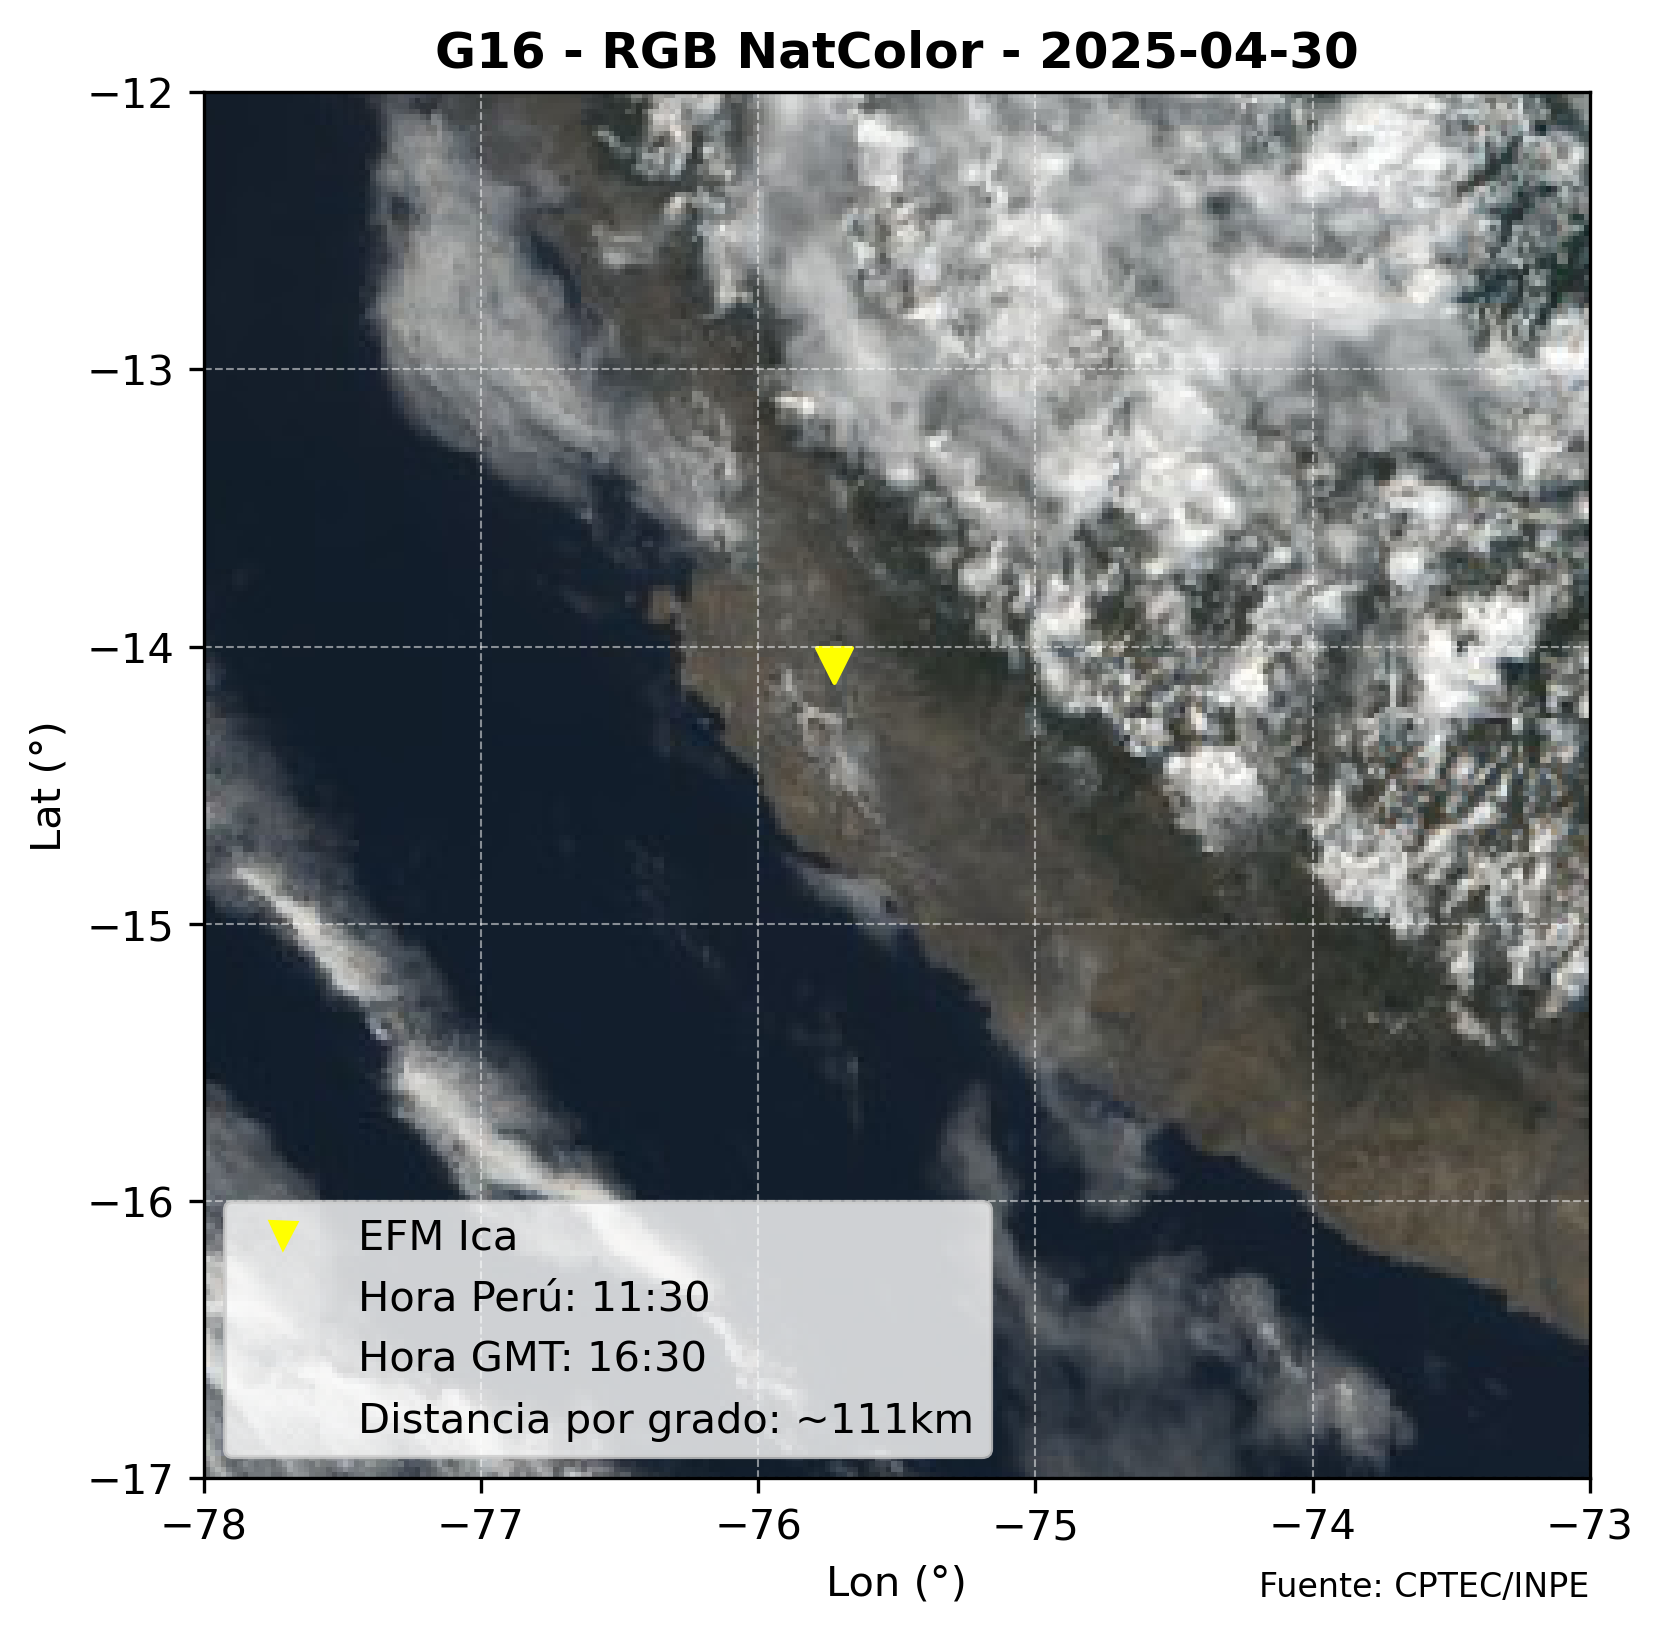 G16 - RGB NatColor - 2025-04-30
−12
−13
−14
−15
−16
−17
Lat (°)
EFM Ica
Hora Perú: 11:30
Hora GMT: 16:30
Distancia por grado: ~111km
−78
−77
−76
−75
−74
−73
Lon (°)
Fuente: CPTEC/INPE